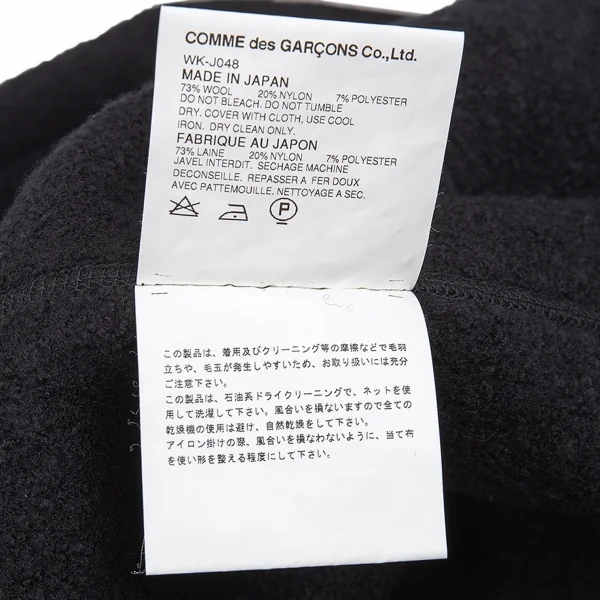 COMME des GARÇONS Co.,Ltd.
WK-J048
MADE IN JAPAN
73% WOOL 20% NYLON 7% POLYESTER
DO NOT BLEACH. DO NOT TUMBLE
DRY. COVER WITH CLOTH, USE COOL
IRON. DRY CLEAN ONLY.
FABRIQUE AU JAPON
73% LAINE 20% NYLON 7% POLYESTER
JAVEL INTERDIT. SECHAGE MACHINE
DECONSEILLE. REPASSER A FER DOUX
AVEC PATTEMOUILLE. NETTOYAGE A SEC.
P
この製品は、着用及びクリーニング等の摩擦などで毛羽
立ちや、毛玉が発生しやすいため、お取り扱いには充分
ご注意下さい。
この製品は、石油系ドライクリーニングで、ネットを使
用して洗濯して下さい。風合いを損ないますので全ての
乾燥機の使用は避け、自然乾燥をして下さい。
アイロン掛けの際、風合いを損なわないように、当て布
を使い形を整える程度にして下さい。